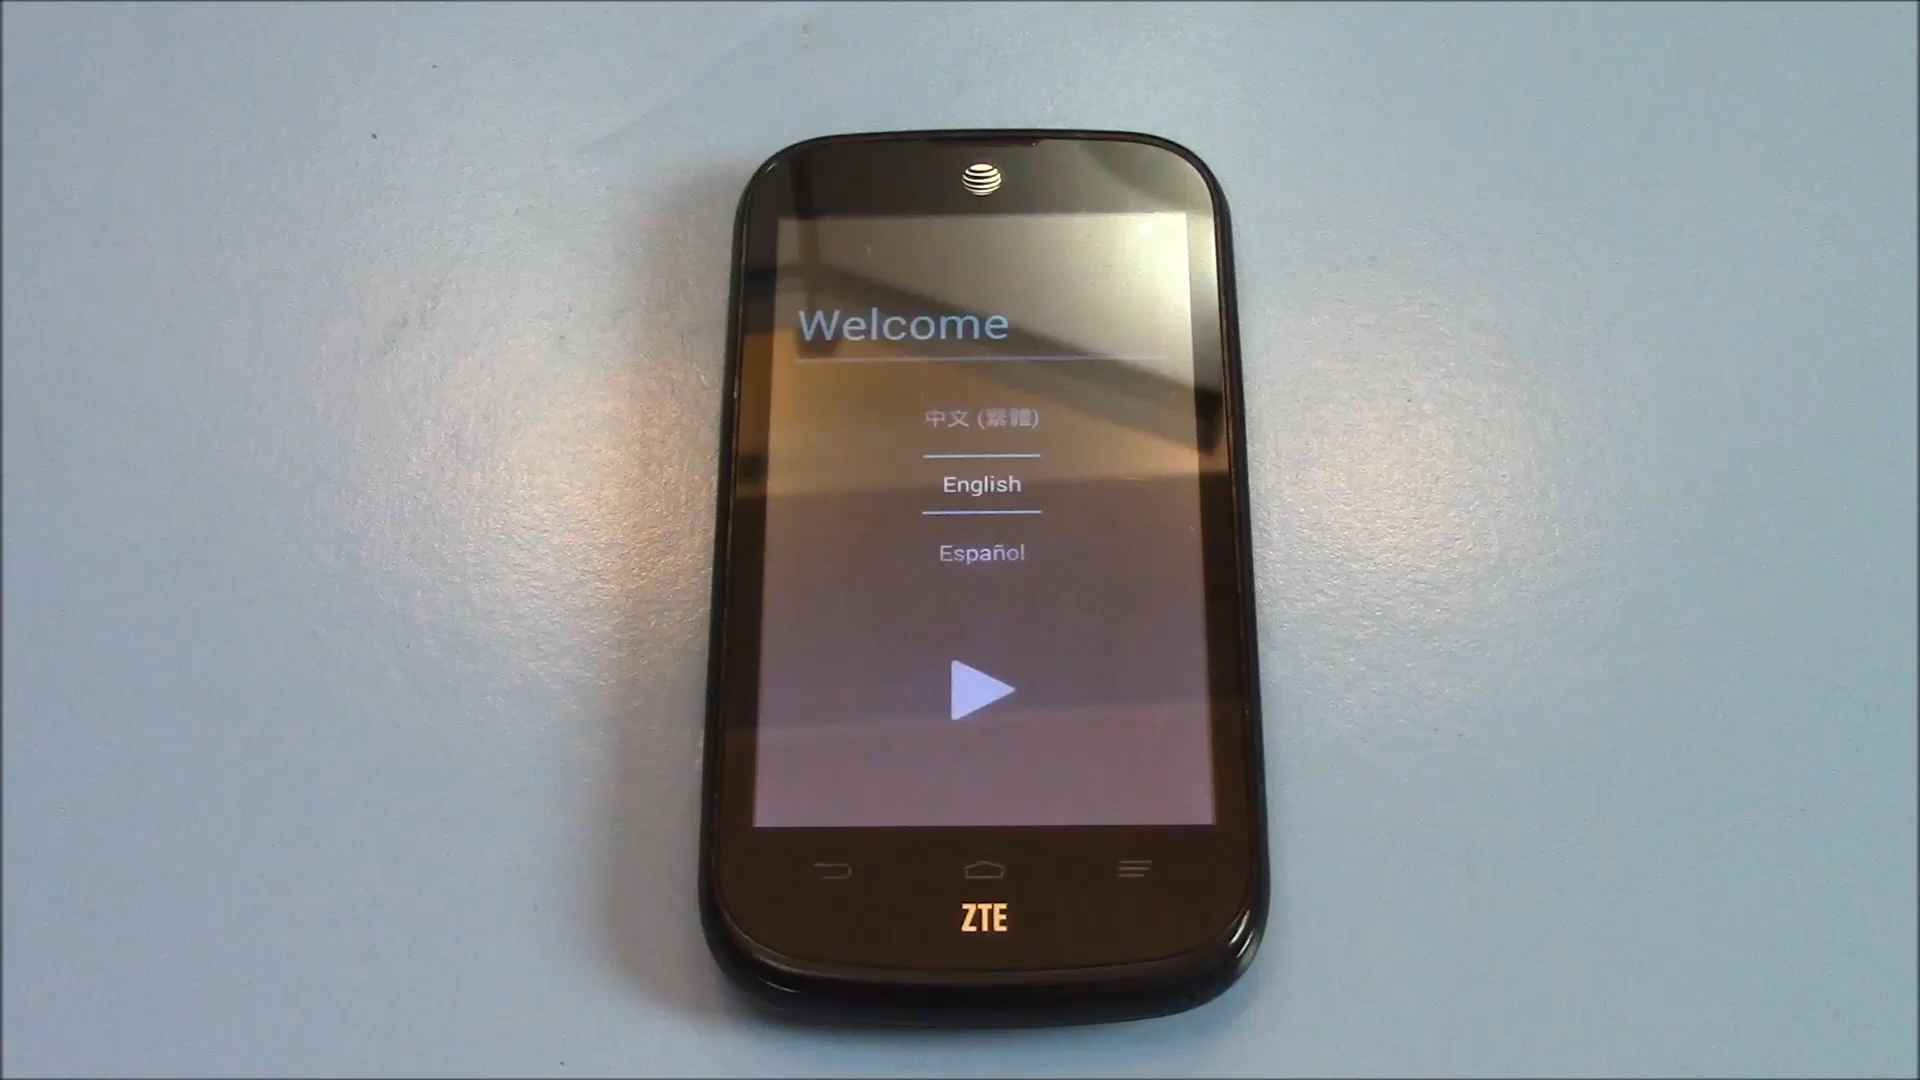 Welcome
中文 (繁體)
English
Español
ZTE